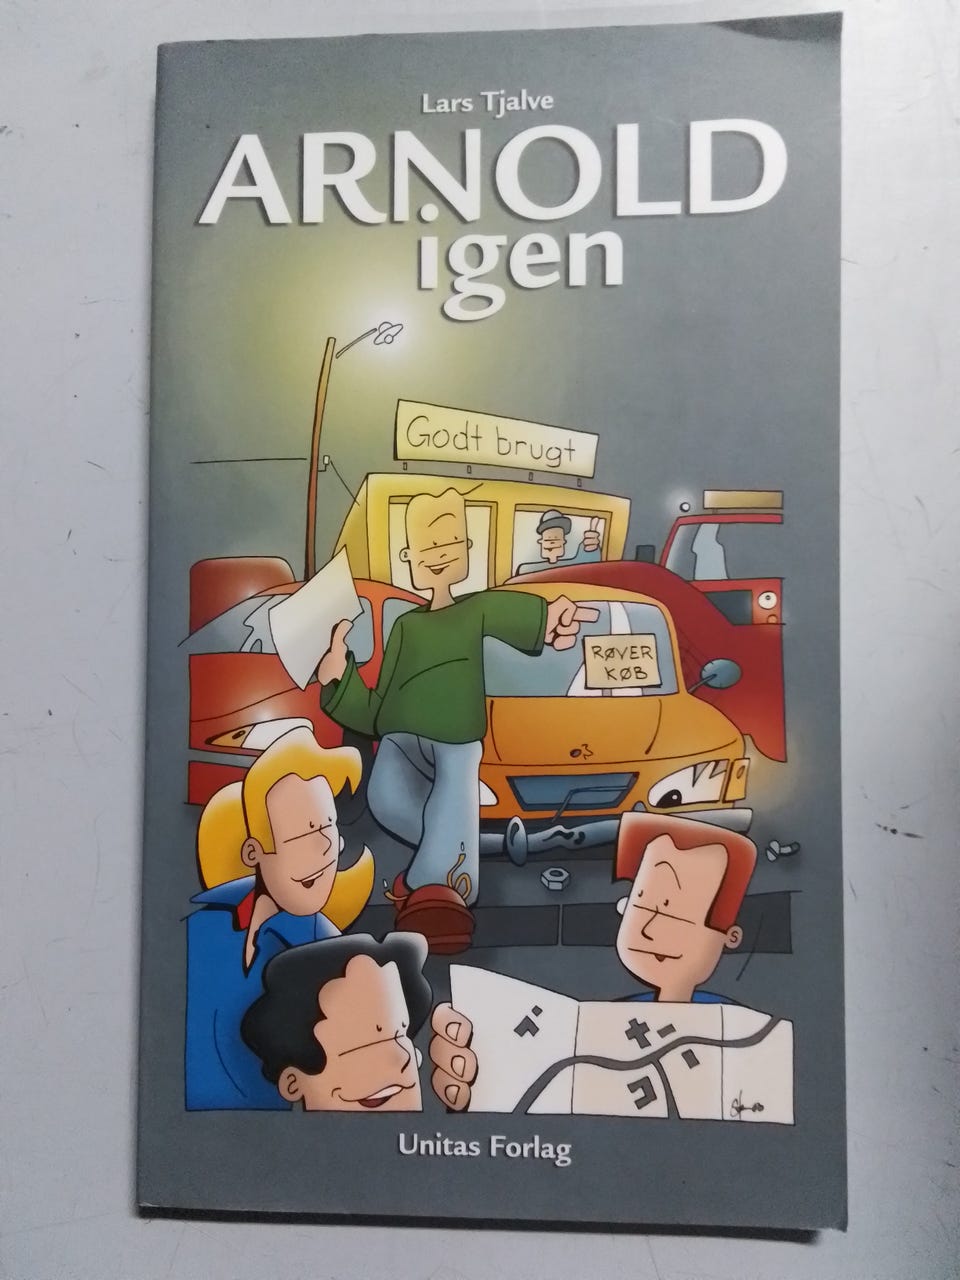 Lars Tjalve
ARNOLD
igen
Godt brugt
RØVER
KØB
Unitas Forlag